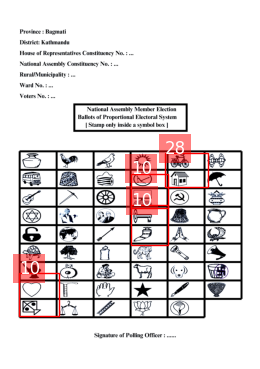 Province : Bagmati
District: Kathmandu
House of Representatives Constituency No. : ...
National Assembly Constituency No. : ...
Rural/Municipality : ...
Ward No. : ...
Voters No. : ...
National Assembly Member Election
Ballots of Proportional Electoral System
[ Stamp only inside a symbol box ]
28
10
10
10
Signature of Polling Officer : ......